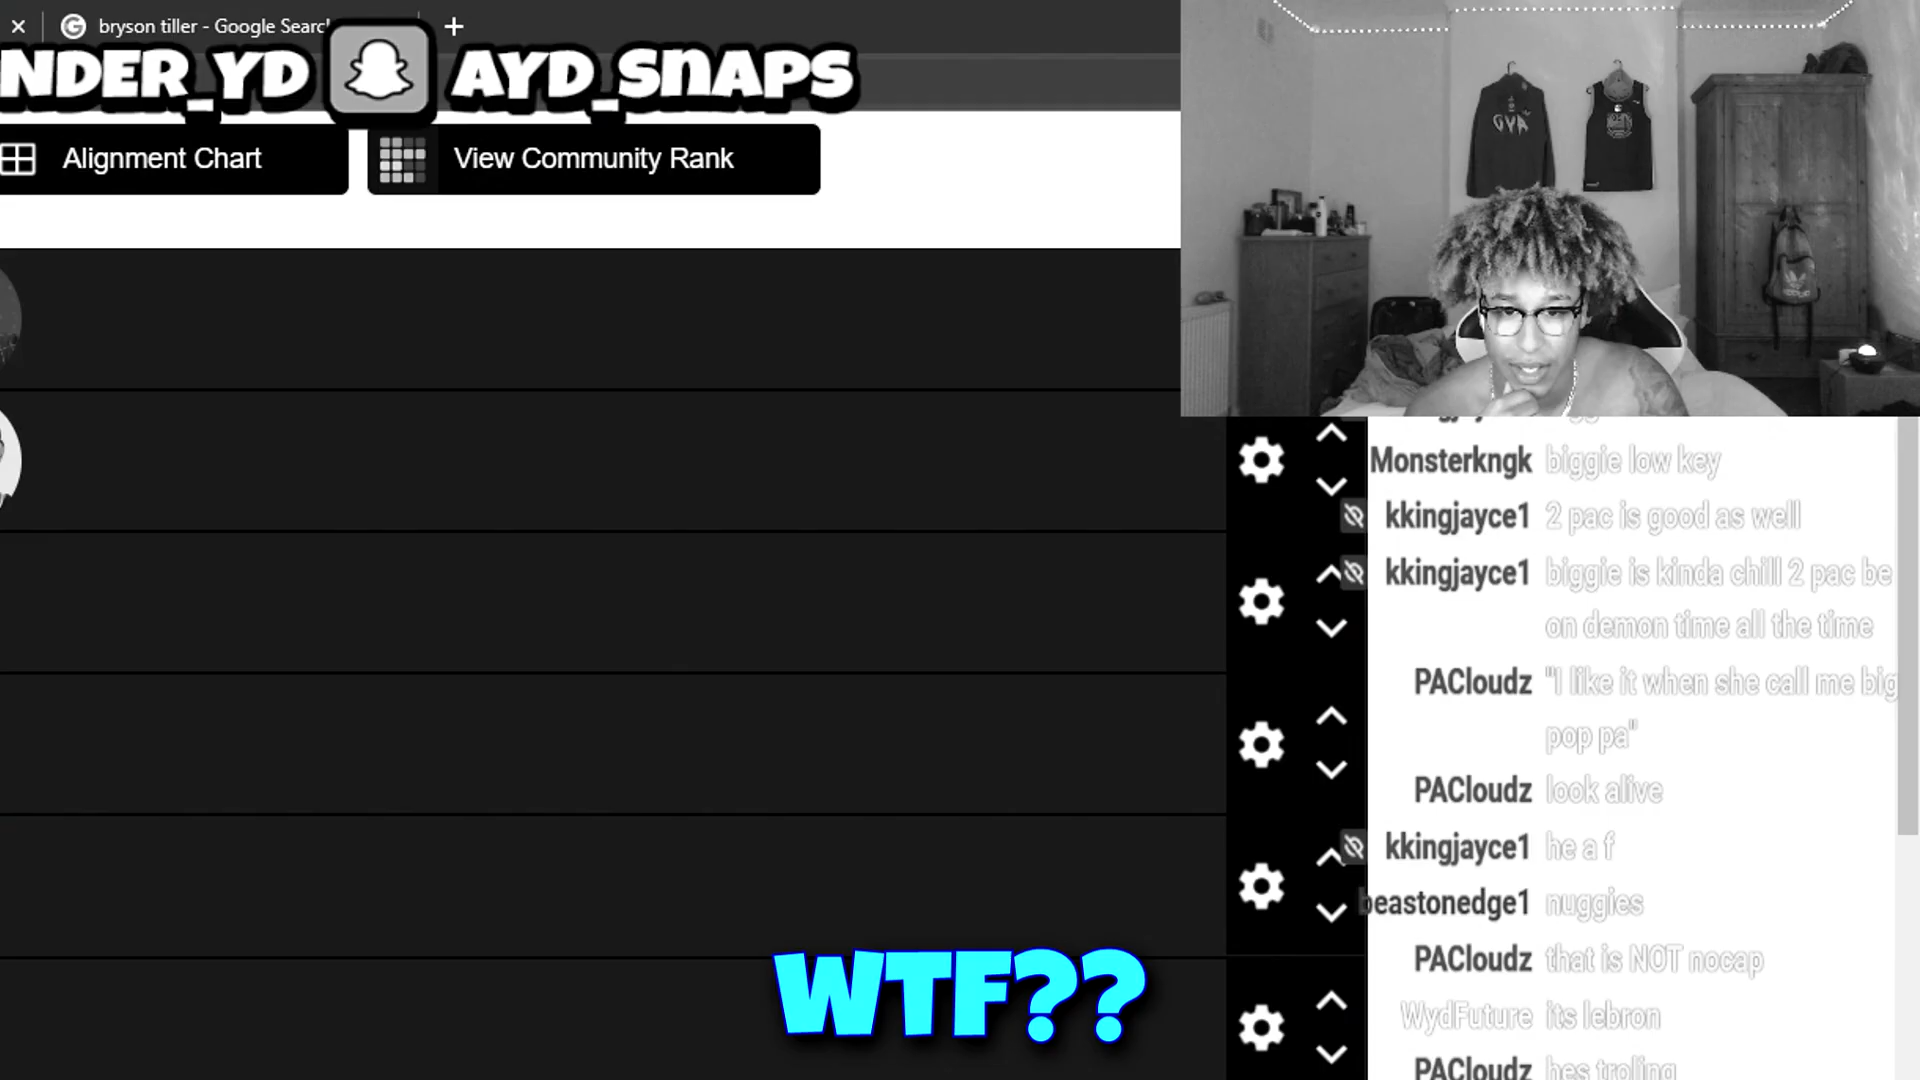 bryson tiller - Google Searc
NDER_YD AYD_SNAPS
Alignment Chart
View Community Rank
GVA
Monsterkngk biggie low key
kkingjayce1 2 pac is good as well
kkingjayce1 biggie is kinda chill 2 pac be
on demon time all the time
PACloudz "I like it when she call me big
pop pa"
PACloudz look alive
kkingjayce1 he a f
beastonedge1 nuggies
PACloudz that is NOT nocap
WydFuture its lebron
PACloudz hes troling
WTF??